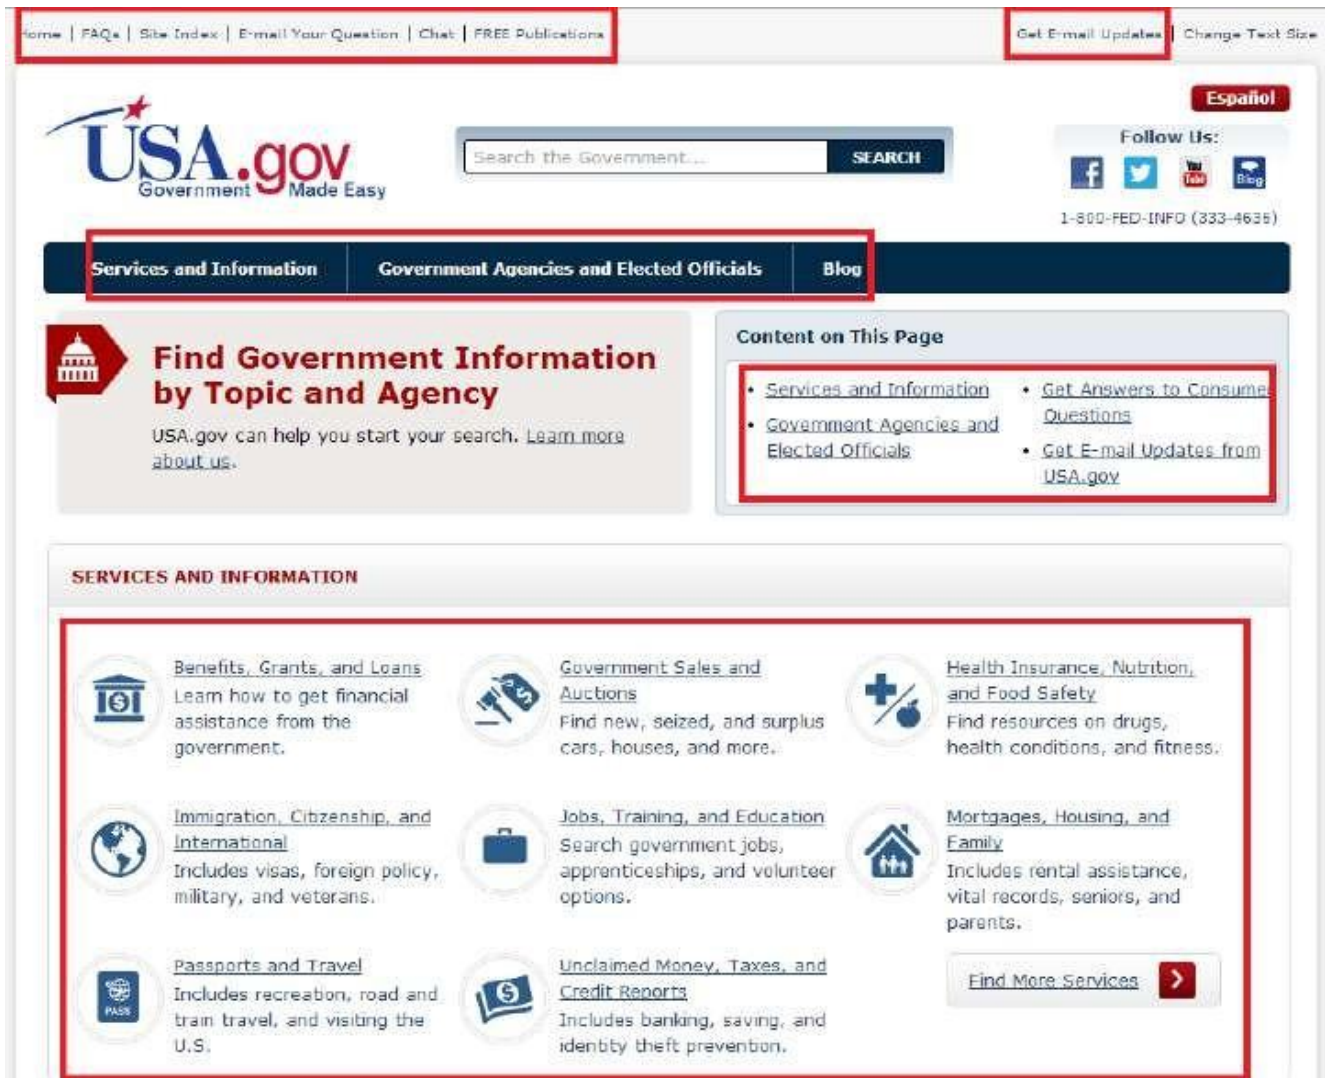 Home | FAQs | Site Index | E-mail Your Question | Chat | FREE Publications
Get E-mail Updates | Change Text Size
Español
USA.gov
Government Made Easy
Search the Government...
SEARCH
Follow Us:
You
Tube
Blog
1-800-FED-INFO (333-4636)
Services and Information
Government Agencies and Elected Officials
Blog
Find Government Information
by Topic and Agency
USA.gov can help you start your search. Learn more
about us.
Content on This Page
• Services and Information
• Government Agencies and
Elected Officials
• Get Answers to Consumer
Questions
• Get E-mail Updates from
USA.gov
SERVICES AND INFORMATION
Benefits, Grants, and Loans
Learn how to get financial
assistance from the
government.
Government Sales and
Auctions
Find new, seized, and surplus
cars, houses, and more.
Health Insurance, Nutrition,
and Food Safety
Find resources on drugs,
health conditions, and fitness.
Immigration, Citizenship, and
International
Includes visas, foreign policy,
military, and veterans.
Jobs, Training, and Education
Search government jobs,
apprenticeships, and volunteer
options.
Mortgages, Housing, and
Family
Includes rental assistance,
vital records, seniors, and
parents.
PASS
Passports and Travel
Includes recreation, road and
train travel, and visiting the
U.S.
Unclaimed Money, Taxes, and
Credit Reports
Includes banking, saving, and
identity theft prevention.
Find More Services